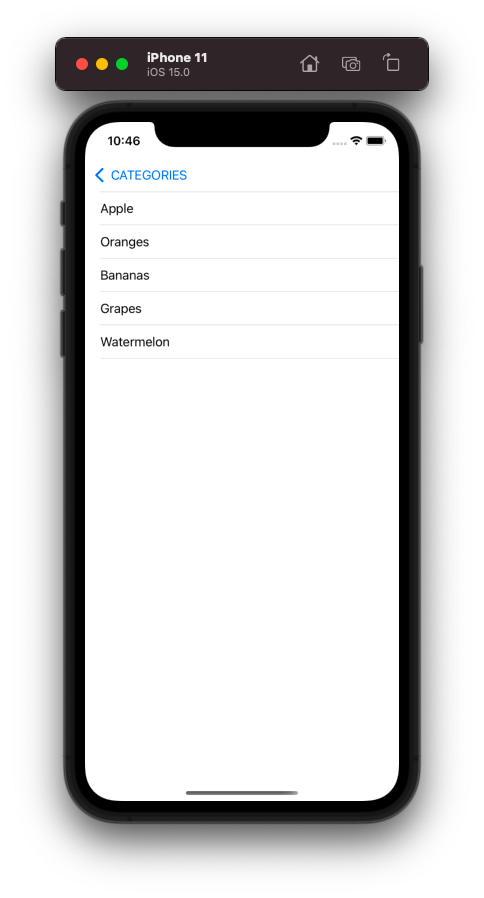 iPhone 11
iOS 15.0
10:46
CATEGORIES
Apple
Oranges
Bananas
Grapes
Watermelon